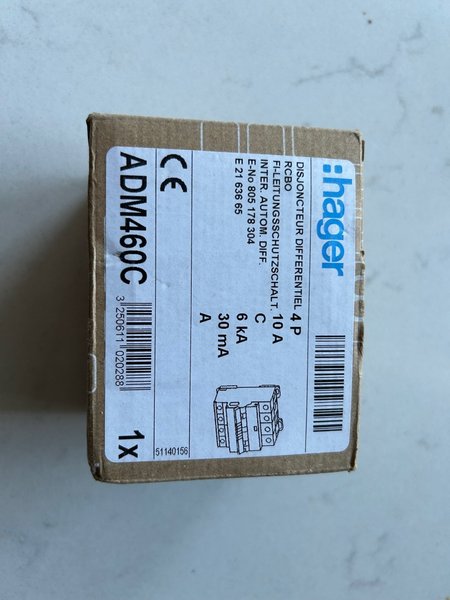 :hager
DISJONCTEUR DIFFERENTIEL 4 P
RCBO
FI-LEITUNGSSCHUTZSCHALT. 10 A
INTER. AUTOM. DIFF. C
E-No 805 178 304 6 kA
E 21 636 65 30 mA
A
CE
ADM460C
3 250611 020288
1x
51140156